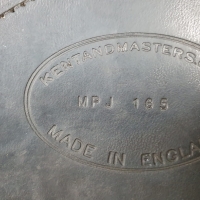 KENTANDMASTERS.C
MPJ 165
MADE IN ENGLA